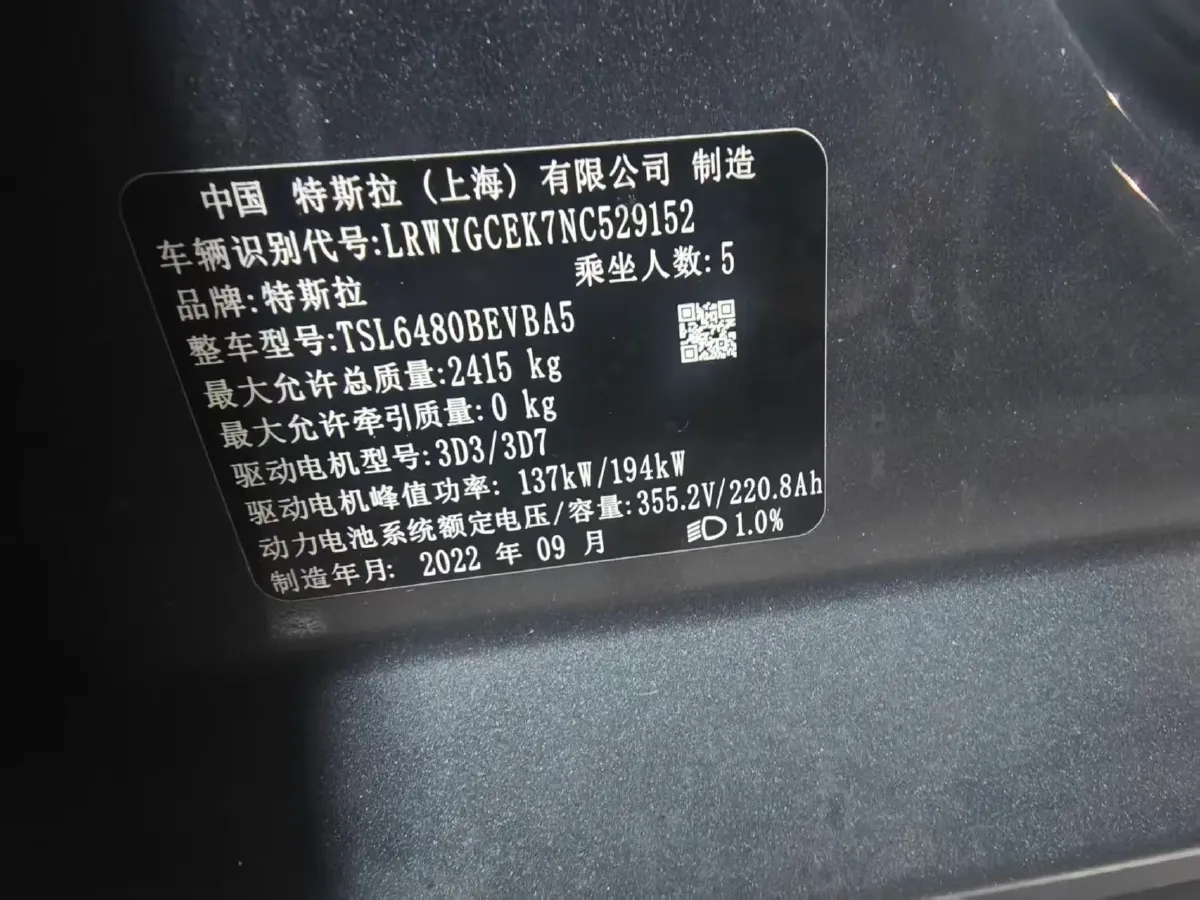 中国 特斯拉 (上海) 有限公司 制造
车辆识别代号:LRWYGCEK7NC529152
品牌:特斯拉 乘坐人数:5
整车型号:TSL6480BEVBA5
最大允许总质量:2415 kg
最大允许牵引质量:0 kg
驱动电机型号:3D3/3D7
驱动电机峰值功率: 137kW/194kW
动力电池系统额定电压/容量:355.2V/220.8Ah
制造年月: 2022 年 09 月 1.0%